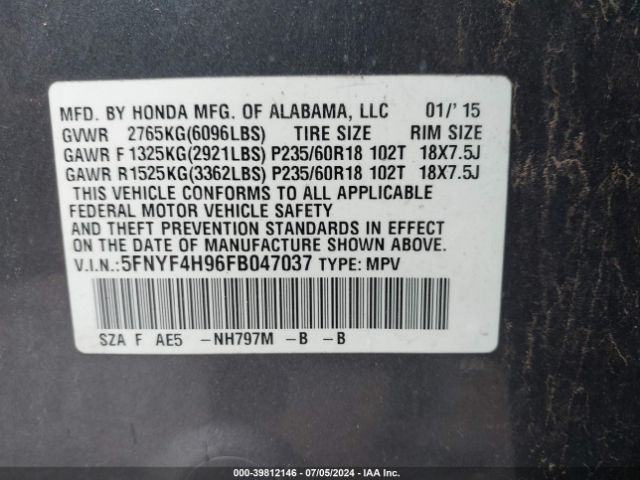 MFD. BY HONDA MFG. OF ALABAMA, LLC 01/'15
GVWR 2765KG(6096LBS) TIRE SIZE RIM SIZE
GAWR F 1325KG(2921LBS) P235/60R18 102T 18X7.5J
GAWR R1525KG(3362LBS) P235/60R18 102T 18X7.5J
THIS VEHICLE CONFORMS TO ALL APPLICABLE
FEDERAL MOTOR VEHICLE SAFETY
AND THEFT PREVENTION STANDARDS IN EFFECT
ON THE DATE OF MANUFACTURE SHOWN ABOVE.
V.I.N.:5FNYF4H96FB047037 TYPE: MPV
SZA F AE5 -NH797M -B -B
000-39812146 - 07/05/2024 - IAAI.com